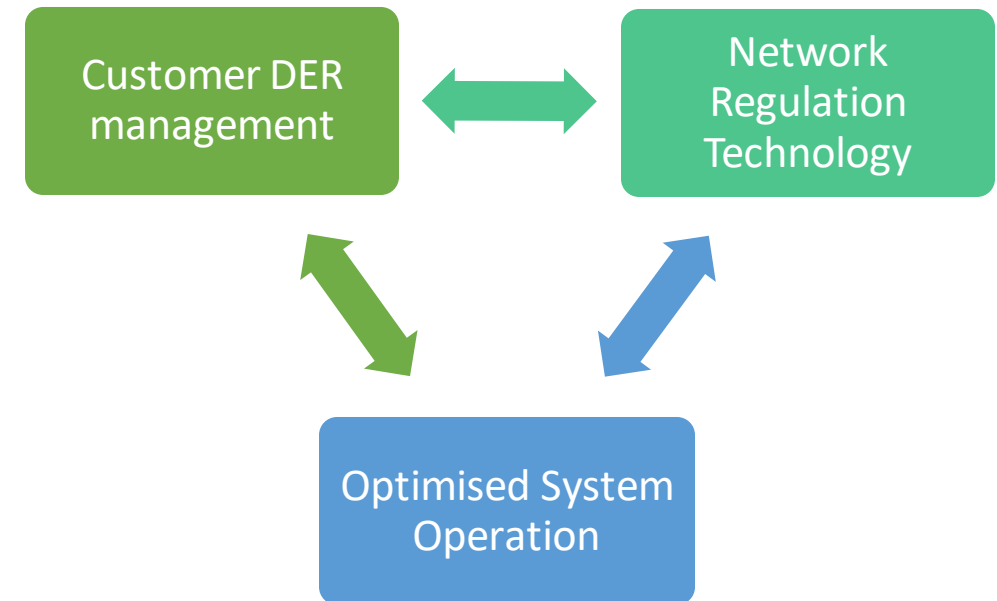 Customer DER
management
Network
Regulation
Technology
Optimised System
Operation